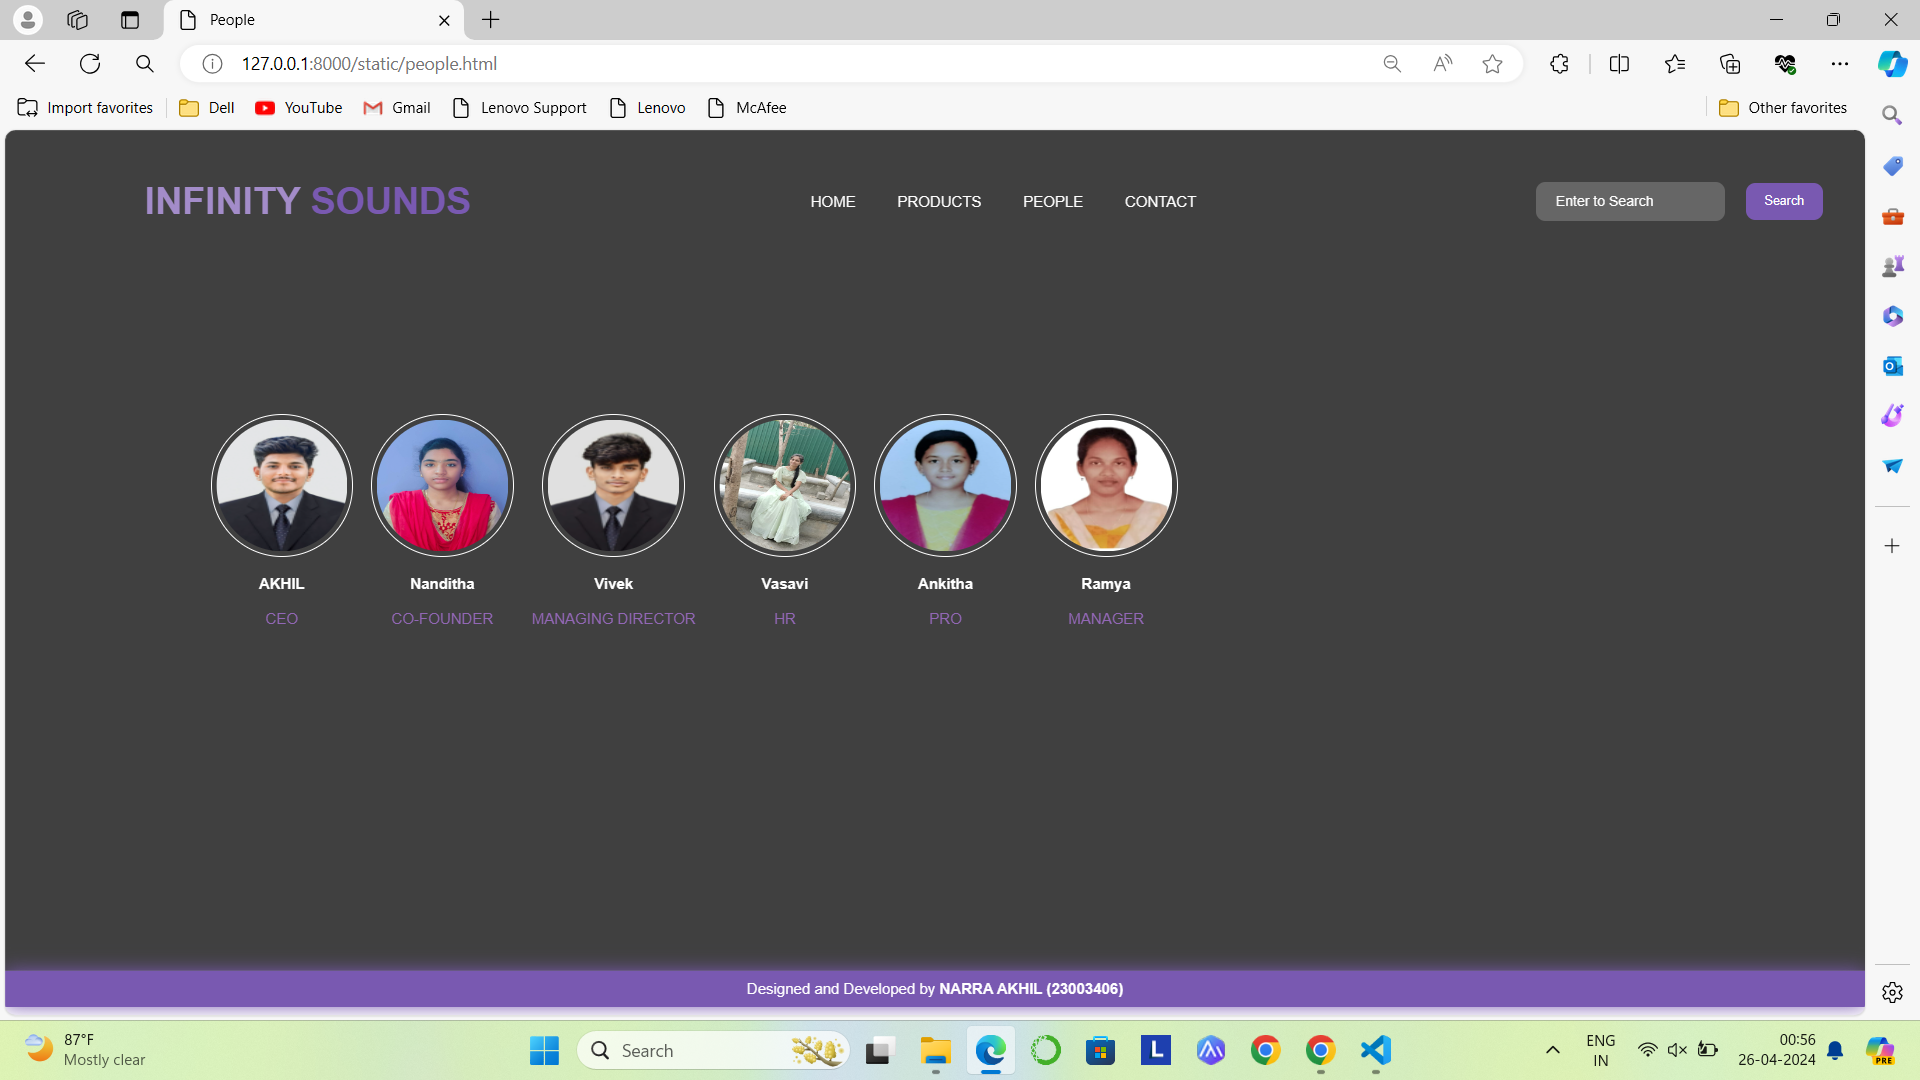 People
127.0.0.1:8000/static/people.html
Import favorites Dell YouTube Gmail Lenovo Support Lenovo McAfee Other favorites
INFINITY SOUNDS HOME PRODUCTS PEOPLE CONTACT Enter to Search Search
AKHIL Nanditha Vivek Vasavi Ankitha Ramya
CEO CO-FOUNDER MANAGING DIRECTOR HR PRO MANAGER
Designed and Developed by NARRA AKHIL (23003406)
87°F
Mostly clear
Search
L
ENG
IN
00:56
26-04-2024
PRE